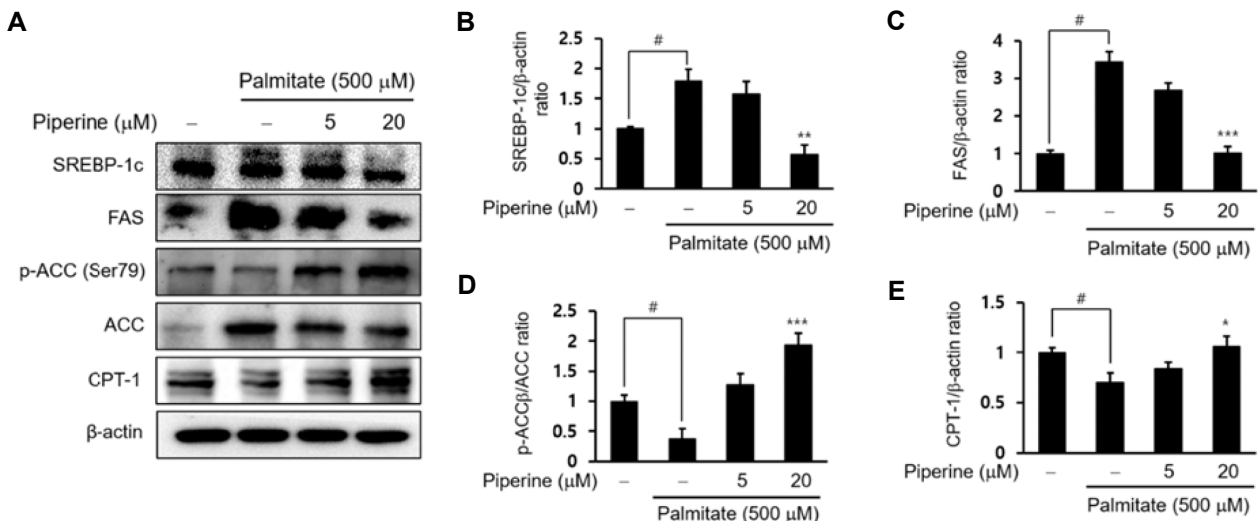 A
Palmitate (500 μM)
Piperine (μM) – – 5 20
SREBP-1c
FAS
p-ACC (Ser79)
ACC
CPT-1
β-actin
B
SREBP-1c/β-actin
ratio
2.5
2
1.5
1
0.5
0
#
**
Piperine (μM) – – 5 20
Palmitate (500 μM)
C
FAS/β-actin ratio
4
3
2
1
0
#
***
Piperine (μM) – – 5 20
Palmitate (500 μM)
D
p-ACCβ/ACC ratio
2.5
2
1.5
1
0.5
0
#
***
Piperine (μM) – – 5 20
Palmitate (500 μM)
E
CPT-1/β-actin ratio
1.5
1
0.5
0
#
*
Piperine (μM) – – 5 20
Palmitate (500 μM)